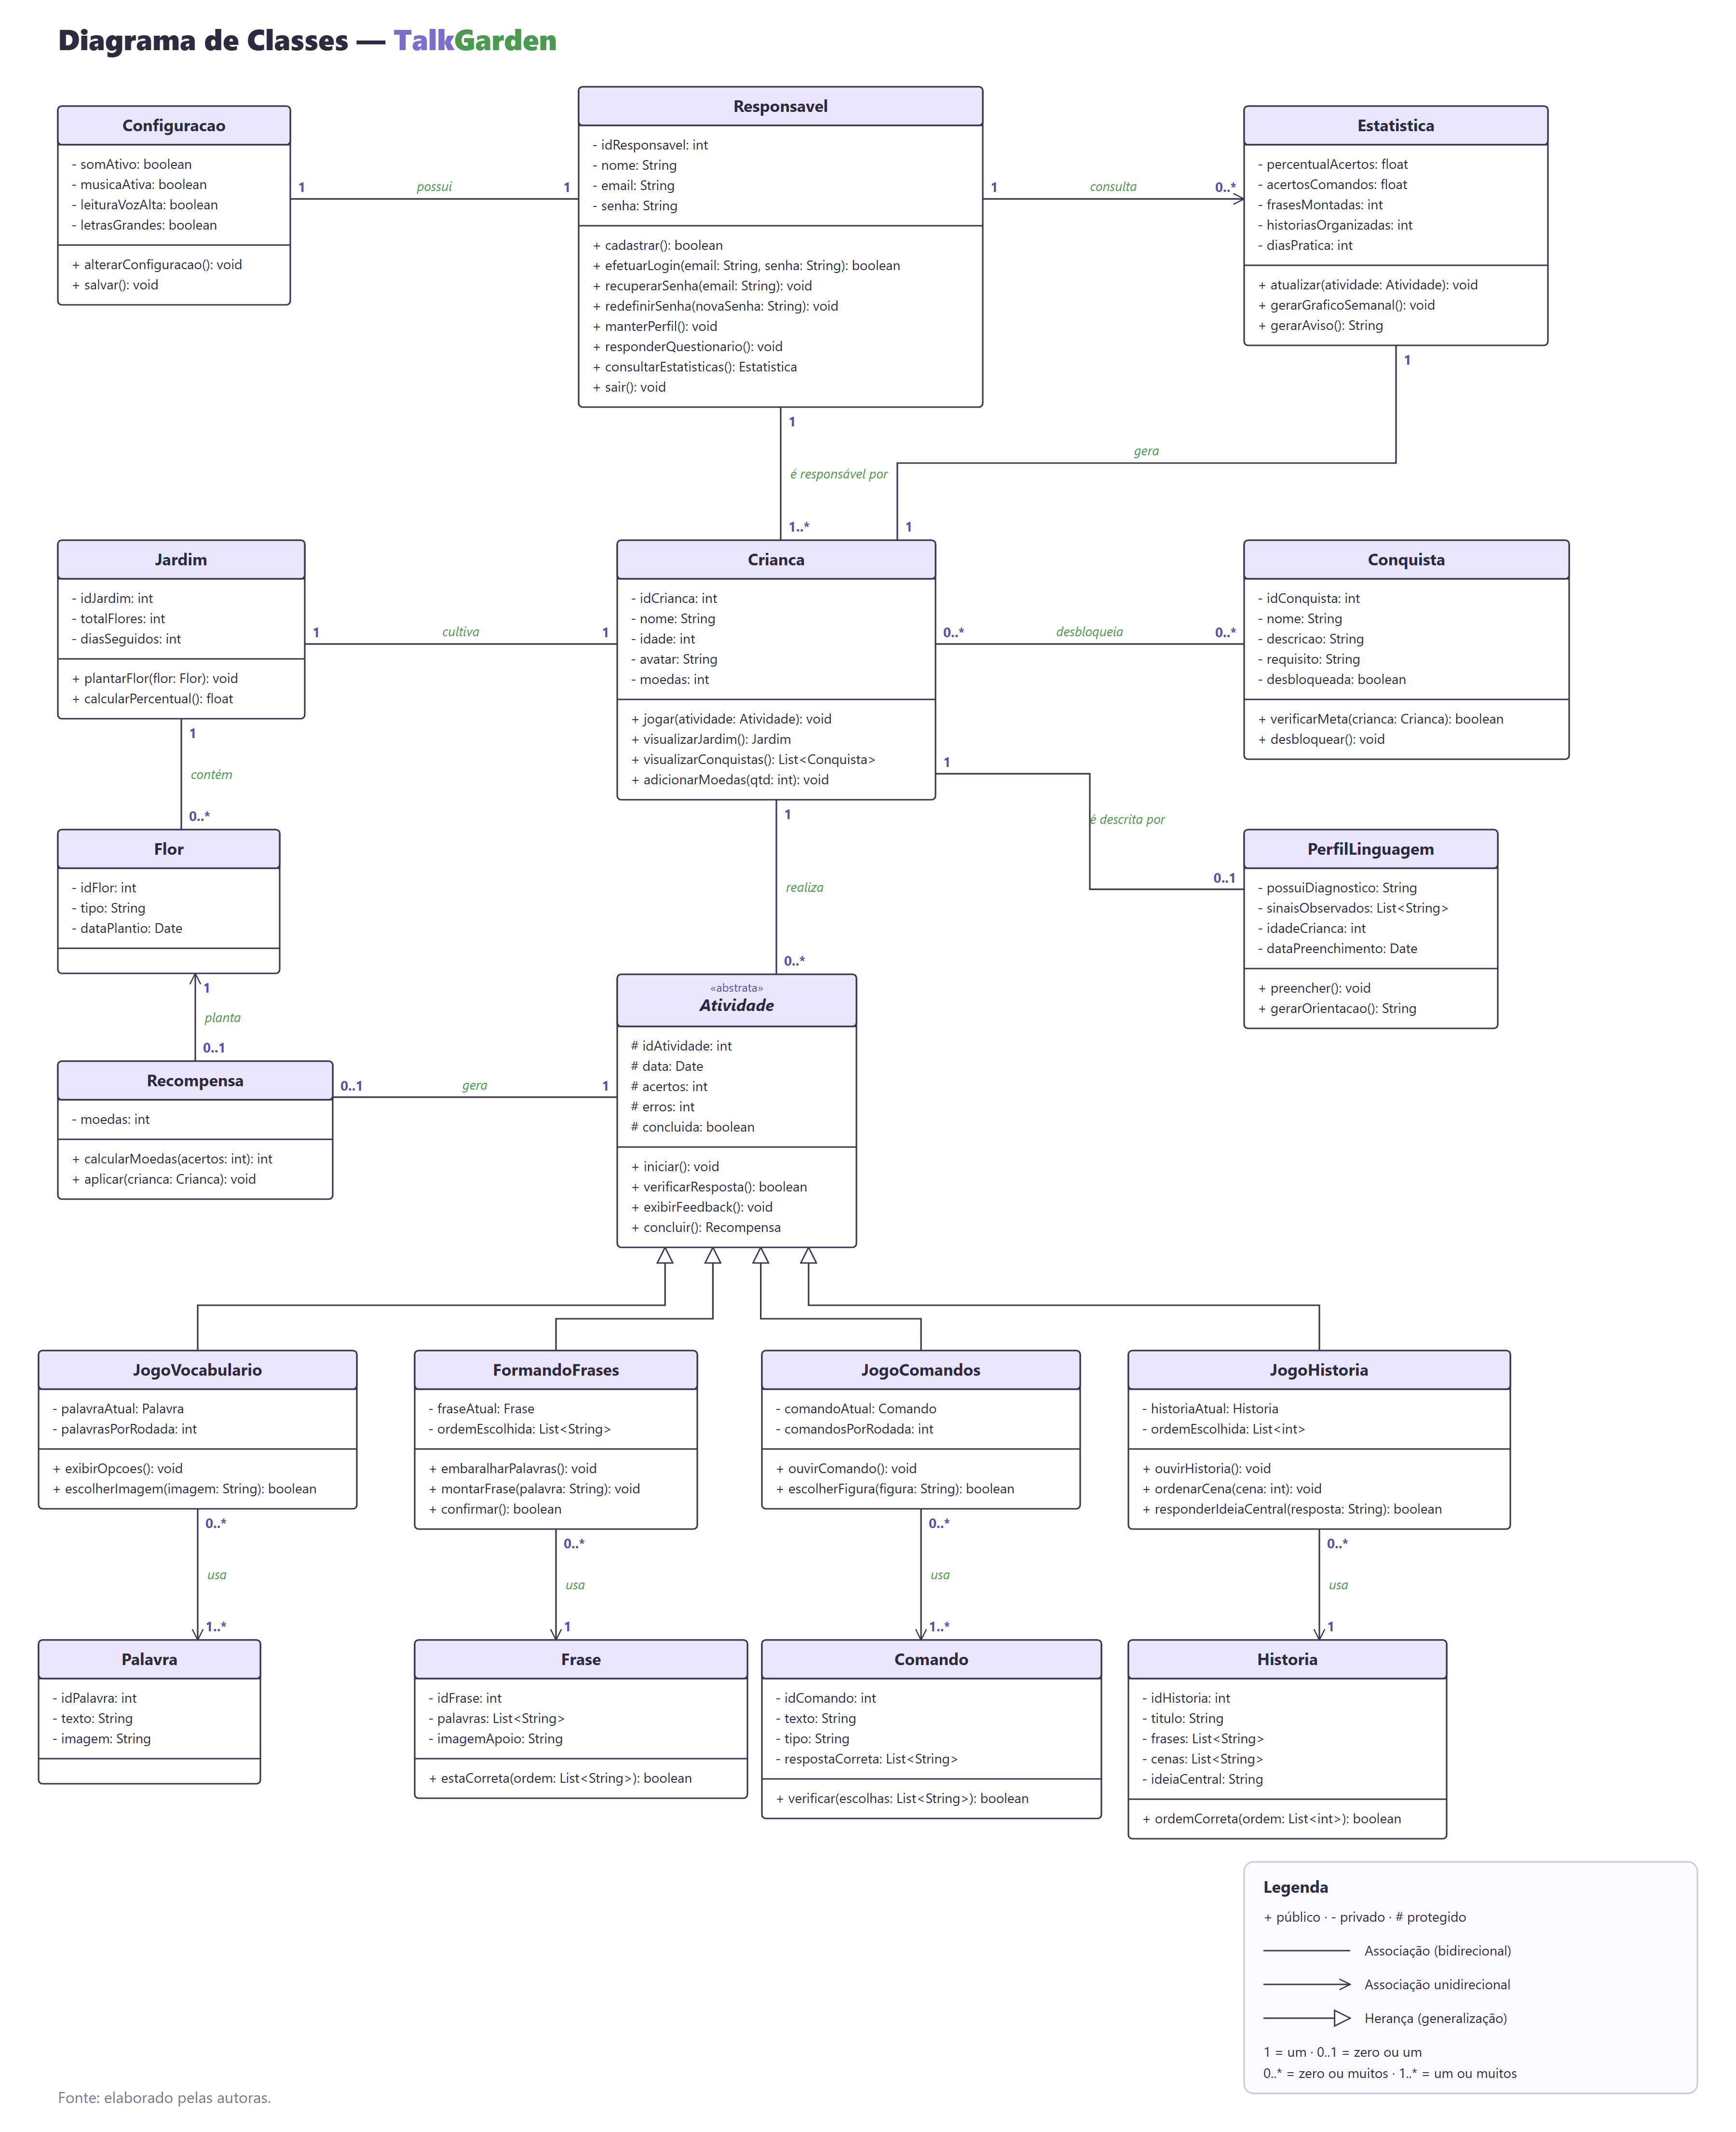 Diagrama de Classes — TalkGarden
Configuracao
- somAtivo: boolean
- musicaAtiva: boolean
- leituraVozAlta: boolean
- letrasGrandes: boolean
+ alterarConfiguracao(): void
+ salvar(): void
1
possui
1
Responsavel
- idResponsavel: int
- nome: String
- email: String
- senha: String
+ cadastrar(): boolean
+ efetuarLogin(email: String, senha: String): boolean
+ recuperarSenha(email: String): void
+ redefinirSenha(novaSenha: String): void
+ manterPerfil(): void
+ responderQuestionario(): void
+ consultarEstatisticas(): Estatistica
+ sair(): void
1
consulta
0..*
Estatistica
- percentualAcertos: float
- acertosComandos: float
- frasesMontadas: int
- historiasOrganizadas: int
- diasPratica: int
+ atualizar(atividade: Atividade): void
+ gerarGraficoSemanal(): void
+ gerarAviso(): String
1
gera
1
1
é responsável por
1..*
Jardim
- idJardim: int
- totalFlores: int
- diasSeguidos: int
+ plantarFlor(flor: Flor): void
+ calcularPercentual(): float
1
cultiva
1
Crianca
- idCrianca: int
- nome: String
- idade: int
- avatar: String
- moedas: int
+ jogar(atividade: Atividade): void
+ visualizarJardim(): Jardim
+ visualizarConquistas(): List<Conquista>
+ adicionarMoedas(qtd: int): void
0..*
desbloqueia
0..*
Conquista
- idConquista: int
- nome: String
- descricao: String
- requisito: String
- desbloqueada: boolean
+ verificarMeta(crianca: Crianca): boolean
+ desbloquear(): void
1
é descrita por
0..1
PerfilLinguagem
- possuiDiagnostico: String
- sinaisObservados: List<String>
- idadeCrianca: int
- dataPreenchimento: Date
+ preencher(): void
+ gerarOrientacao(): String
1
contém
0..*
Flor
- idFlor: int
- tipo: String
- dataPlantio: Date
1
planta
0..1
Recompensa
- moedas: int
+ calcularMoedas(acertos: int): int
+ aplicar(crianca: Crianca): void
0..1
gera
1
1
realiza
0..*
«abstrata»
Atividade
# idAtividade: int
# data: Date
# acertos: int
# erros: int
# concluida: boolean
+ iniciar(): void
+ verificarResposta(): boolean
+ exibirFeedback(): void
+ concluir(): Recompensa
JogoVocabulario
- palavraAtual: Palavra
- palavrasPorRodada: int
+ exibirOpcoes(): void
+ escolherImagem(imagem: String): boolean
0..*
usa
1..*
FormandoFrases
- fraseAtual: Frase
- ordemEscolhida: List<String>
+ embaralharPalavras(): void
+ montarFrase(palavra: String): void
+ confirmar(): boolean
0..*
usa
1
JogoComandos
- comandoAtual: Comando
- comandosPorRodada: int
+ ouvirComando(): void
+ escolherFigura(figura: String): boolean
0..*
usa
1..*
JogoHistoria
- historiaAtual: Historia
- ordemEscolhida: List<int>
+ ouvirHistoria(): void
+ ordenarCena(cena: int): void
+ responderIdeiaCentral(resposta: String): boolean
0..*
usa
1
Palavra
- idPalavra: int
- texto: String
- imagem: String
Frase
- idFrase: int
- palavras: List<String>
- imagemApoio: String
+ estaCorreta(ordem: List<String>): boolean
Comando
- idComando: int
- texto: String
- tipo: String
- respostaCorreta: List<String>
+ verificar(escolhas: List<String>): boolean
Historia
- idHistoria: int
- titulo: String
- frases: List<String>
- cenas: List<String>
- ideiaCentral: String
+ ordemCorreta(ordem: List<int>): boolean
Legenda
+ público · - privado · # protegido
Associação (bidirecional)
Associação unidirecional
Herança (generalização)
1 = um · 0..1 = zero ou um
0..* = zero ou muitos · 1..* = um ou muitos
Fonte: elaborado pelas autoras.